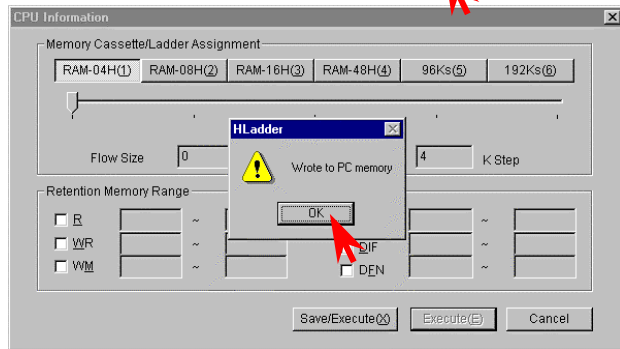 CPU Information
Memory Cassette/Ladder Assignment
RAM-04H(1) RAM-08H(2) RAM-16H(3) RAM-48H(4) 96Ks(5) 192Ks(6)
HLadder
Flow Size 0 Wrote to PC memory 4 K Step
Retention Memory Range
OK
R ~ ~
WR ~ DIF ~
WM ~ DFN ~
Save/Execute(X) Execute(E) Cancel